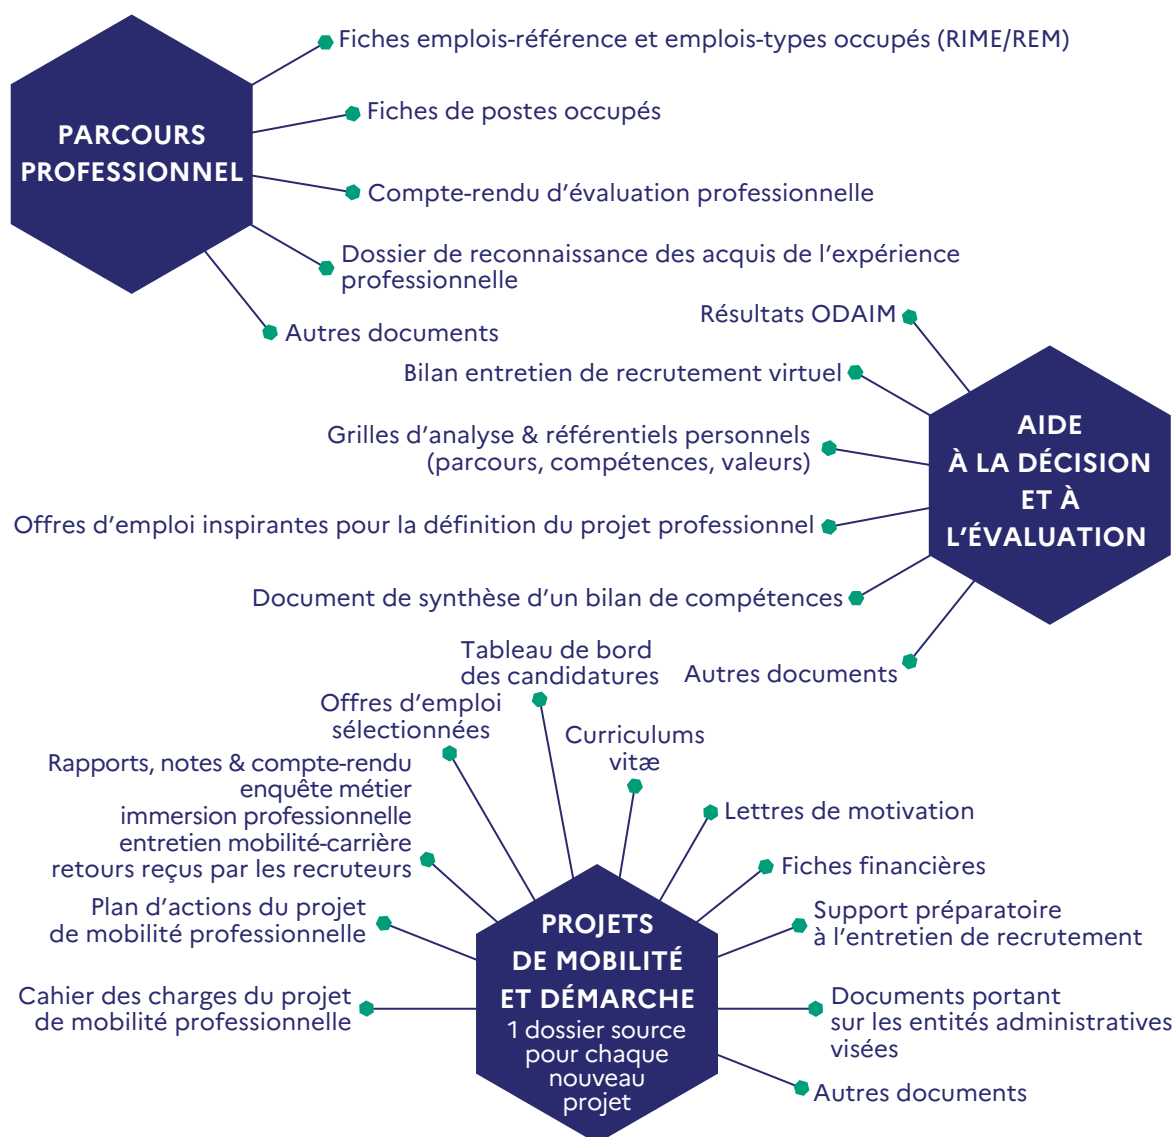 PARCOURS
PROFESSIONNEL
Fiches emplois-référence et emplois-types occupés (RIME/REM)
Fiches de postes occupés
Compte-rendu d’évaluation professionnelle
Dossier de reconnaissance des acquis de l’expérience
professionnelle
Autres documents
AIDE
À LA DÉCISION
ET À
L’ÉVALUATION
Résultats ODAIM
Bilan entretien de recrutement virtuel
Grilles d’analyse & référentiels personnels
(parcours, compétences, valeurs)
Offres d’emploi inspirantes pour la définition du projet professionnel
Document de synthèse d’un bilan de compétences
Autres documents
PROJETS
DE MOBILITÉ
ET DÉMARCHE
1 dossier source
pour chaque
nouveau
projet
Cahier des charges du projet
de mobilité professionnelle
Plan d’actions du projet
de mobilité professionnelle
Rapports, notes & compte-rendu
enquête métier
immersion professionnelle
entretien mobilité-carrière
retours reçus par les recruteurs
Offres d’emploi
sélectionnées
Tableau de bord
des candidatures
Curriculums
vitæ
Lettres de motivation
Fiches financières
Support préparatoire
à l’entretien de recrutement
Documents portant
sur les entités administratives
visées
Autres documents